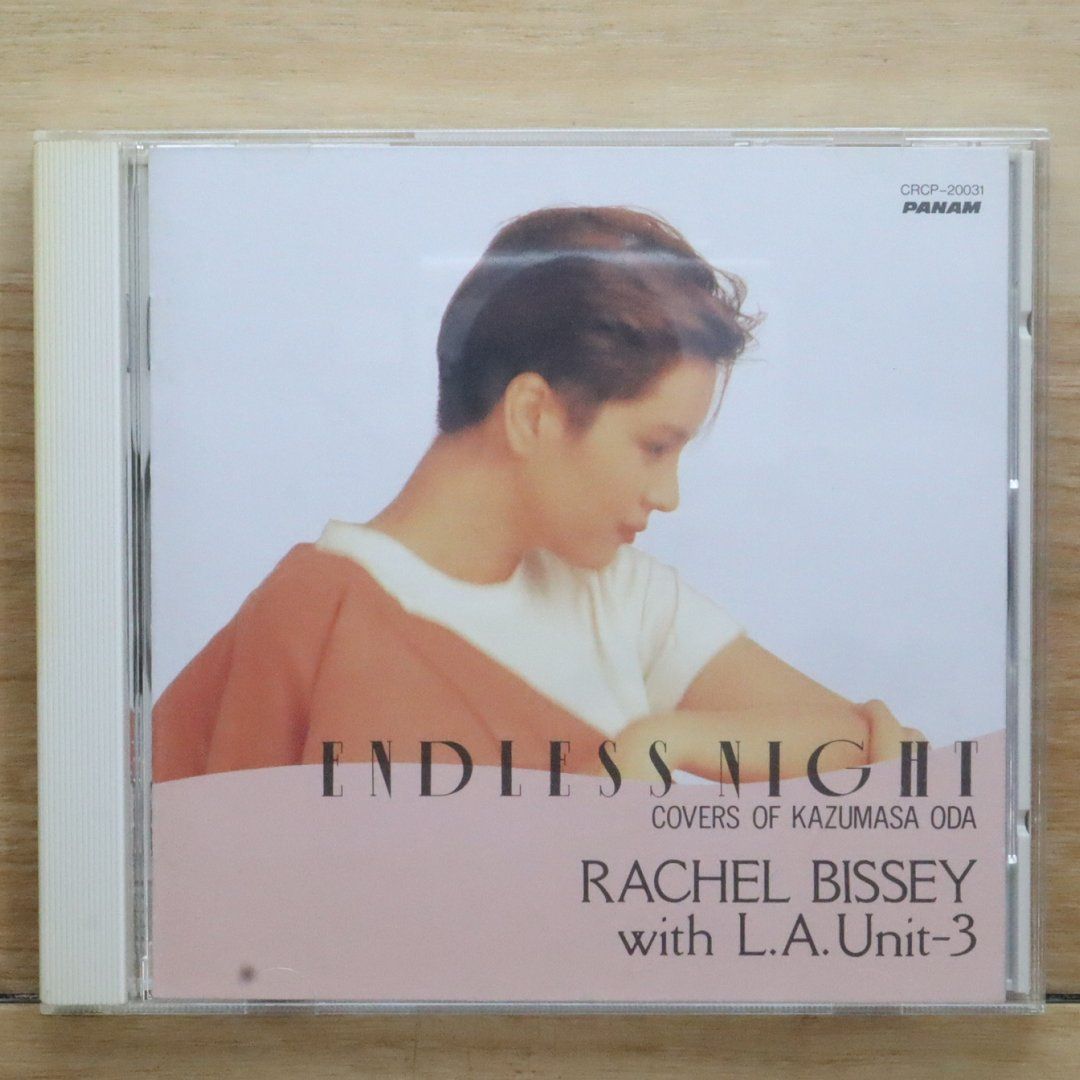 CRCP-20031
PANAM
ENDLESS NIGHT
COVERS OF KAZUMASA ODA
RACHEL BISSEY
with L.A.Unit-3